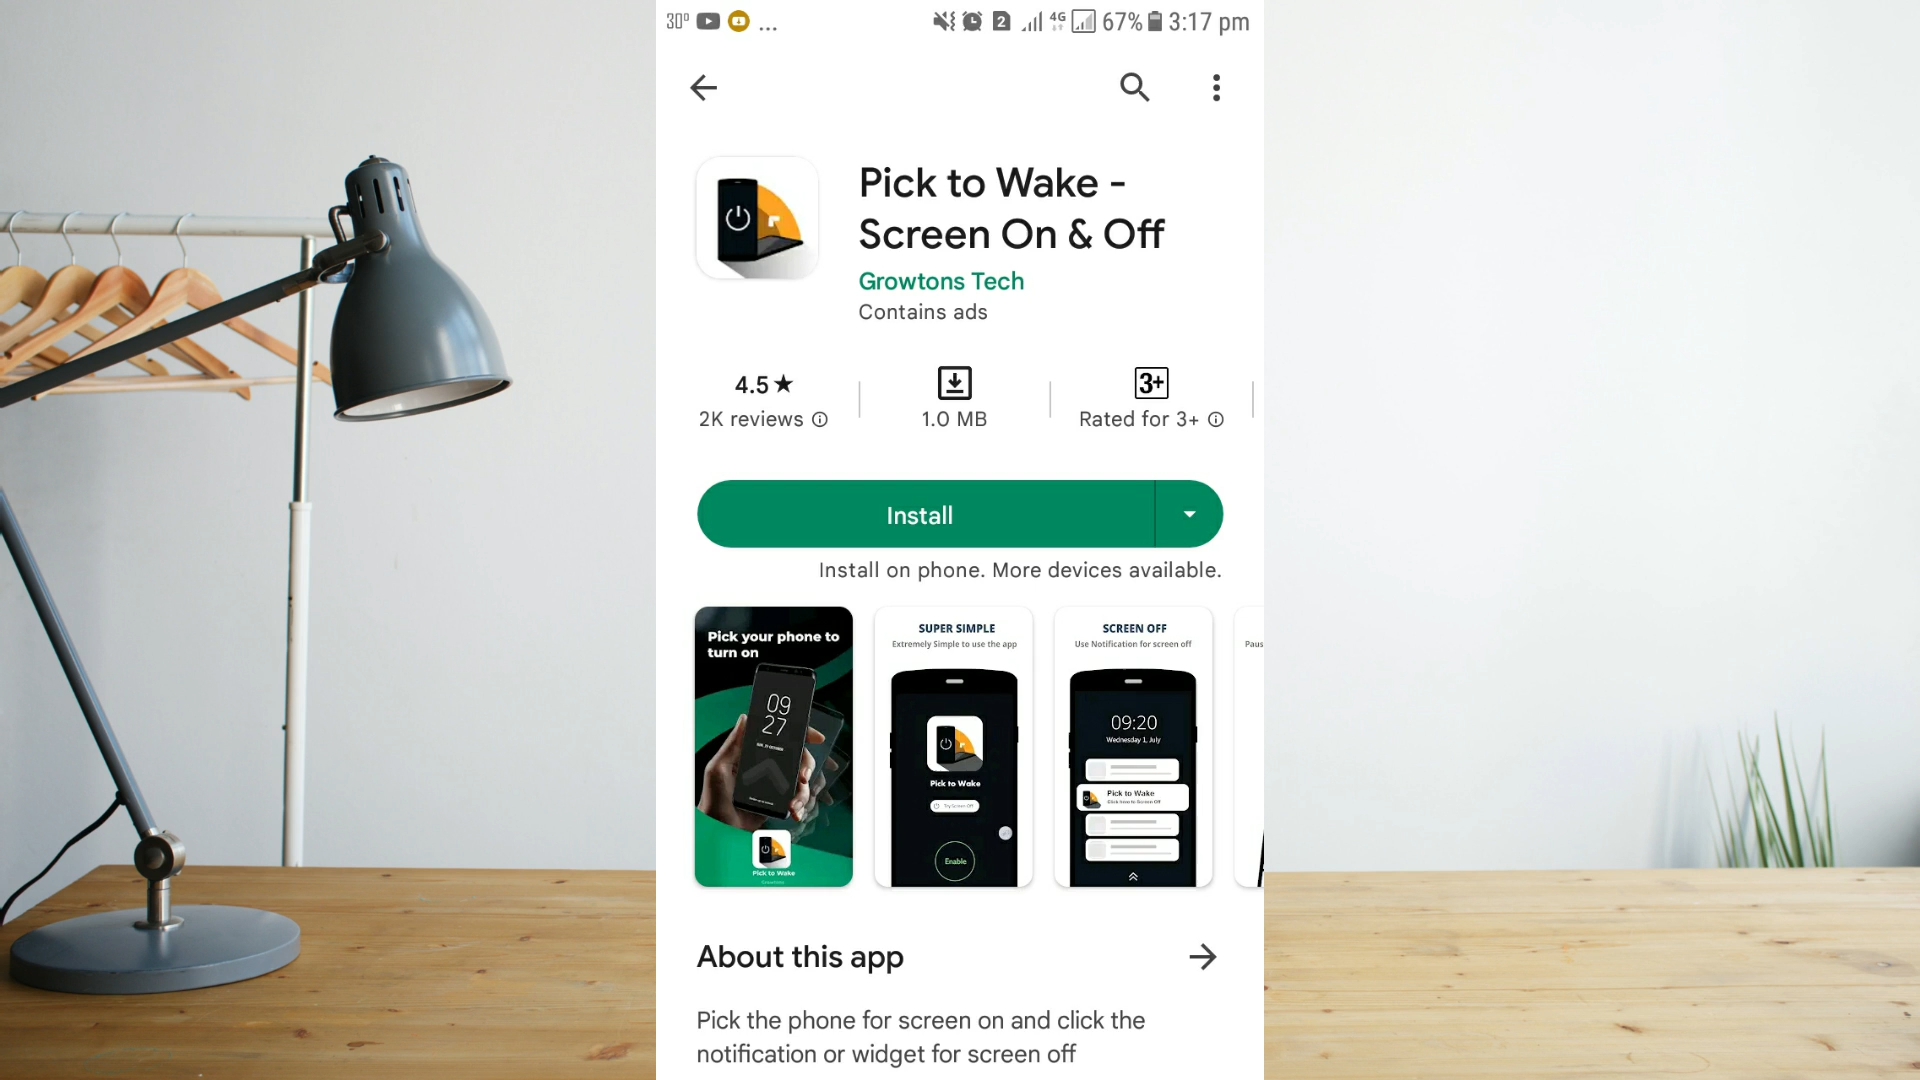 30° ... 2 4G 67% 3:17 pm
Pick to Wake -
Screen On & Off
Growtons Tech
Contains ads
4.5★
2K reviews
1.0 MB
3+
Rated for 3+
Install
Install on phone. More devices available.
Pick your phone to
turn on
09
27
Pick to Wake
SUPER SIMPLE
Extremely Simple to use the app
Pick to Wake
Try Screen Off
Enable
SCREEN OFF
Use Notification for screen off
09:20
Wednesday 1, July
Pick to Wake
Click here to Screen Off
Paus
About this app
Pick the phone for screen on and click the
notification or widget for screen off